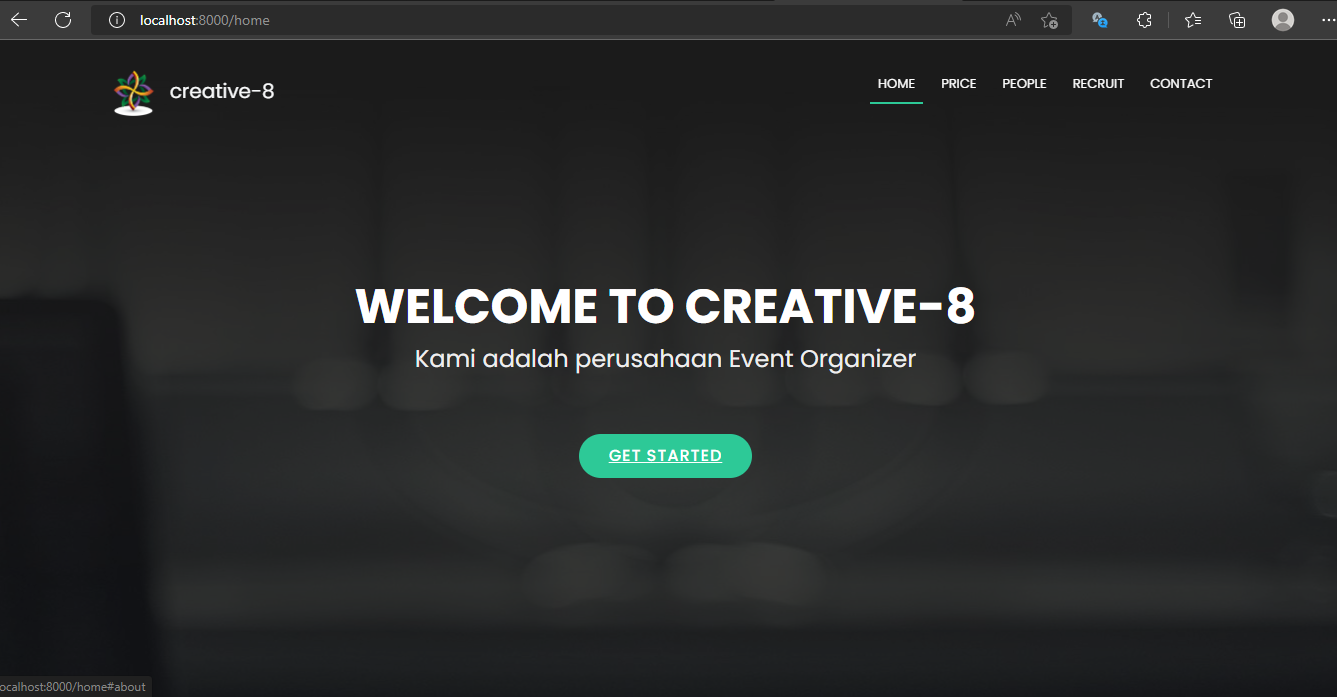 localhost:8000/home
creative-8
HOME PRICE PEOPLE RECRUIT CONTACT
WELCOME TO CREATIVE-8
Kami adalah perusahaan Event Organizer
GET STARTED
ocalhost:8000/home#about